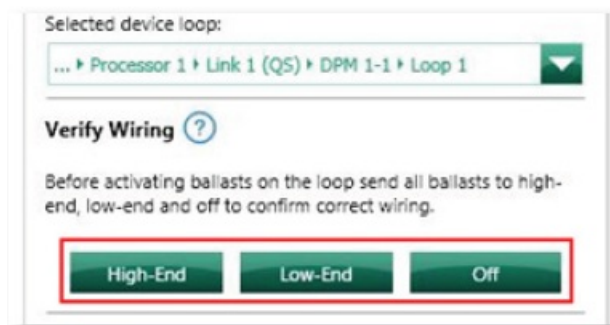 Selected device loop:
... ▸ Processor 1 ▸ Link 1 (QS) ▸ DPM 1-1 ▸ Loop 1
Verify Wiring ?
Before activating ballasts on the loop send all ballasts to high-
end, low-end and off to confirm correct wiring.
High-End Low-End Off